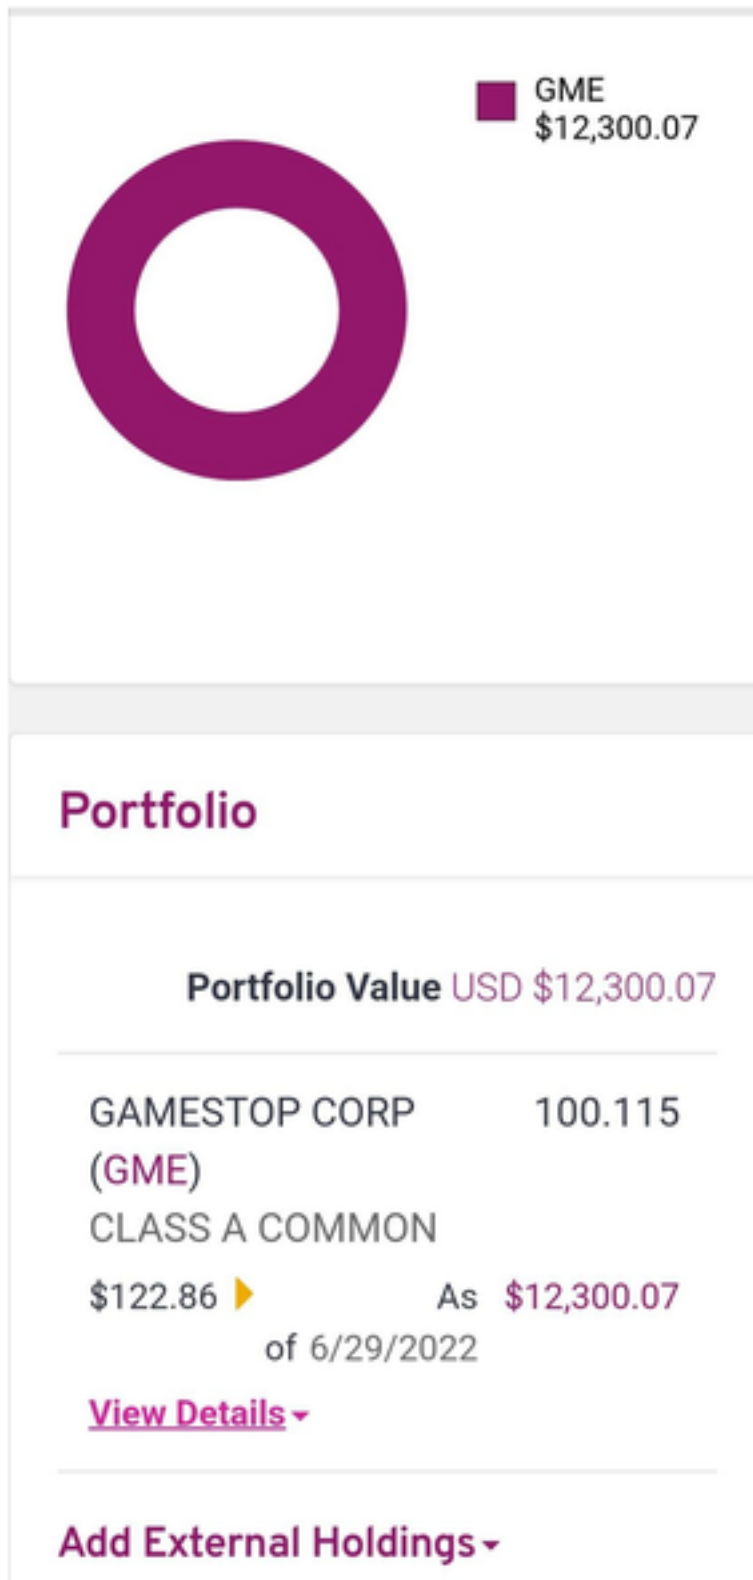 GME
$12,300.07
Portfolio
Portfolio Value USD $12,300.07
GAMESTOP CORP 100.115
(GME)
CLASS A COMMON
$122.86 As $12,300.07
of 6/29/2022
View Details
Add External Holdings